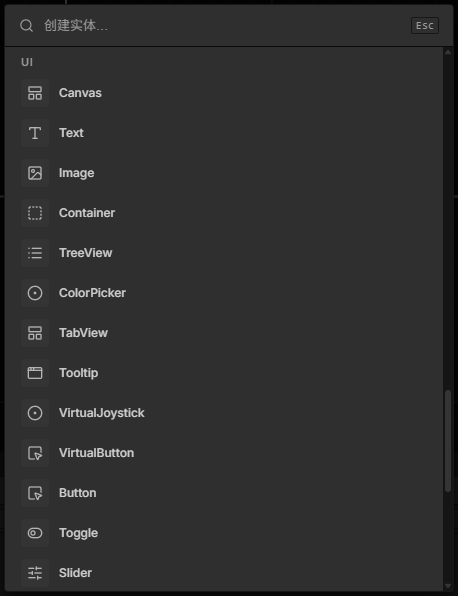 创建实体...
Esc
UI
Canvas
Text
Image
Container
TreeView
ColorPicker
TabView
Tooltip
VirtualJoystick
VirtualButton
Button
Toggle
Slider